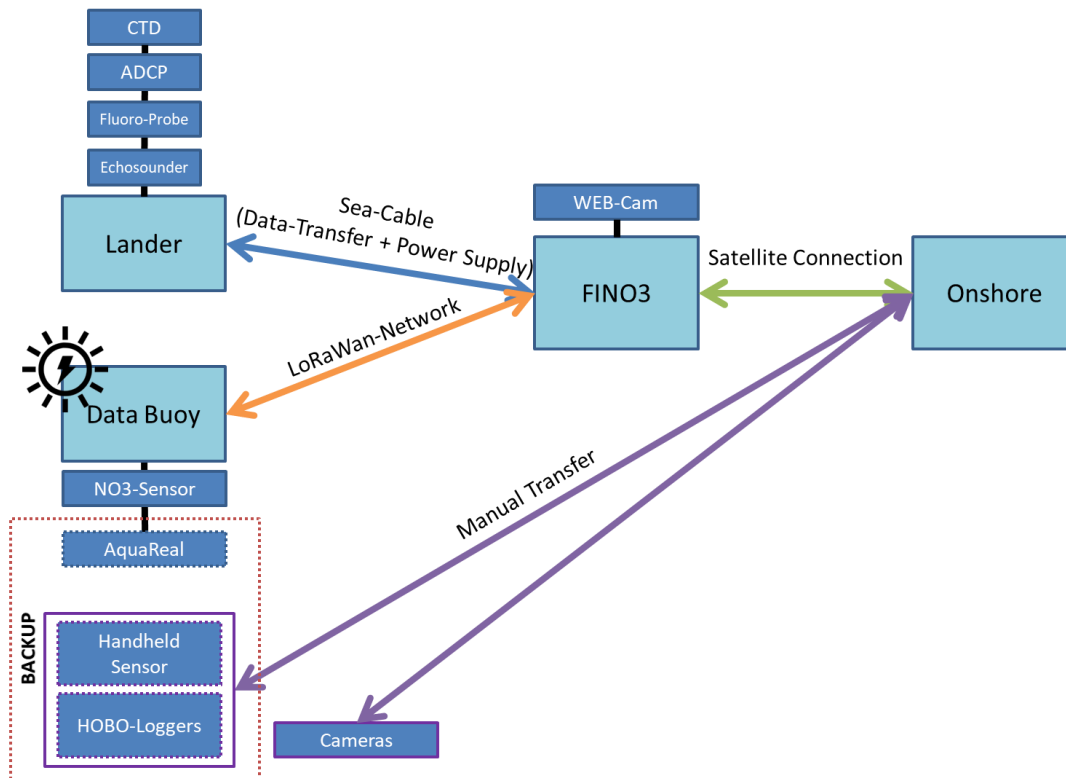 CTD
ADCP
Fluoro-Probe
Echosounder
Lander
Sea-Cable
(Data-Transfer + Power Supply)
WEB-Cam
FINO3
Satellite Connection
Onshore
LoRaWan-Network
Data Buoy
NO3-Sensor
AquaReal
Manual Transfer
BACKUP
Handheld
Sensor
HOBO-Loggers
Cameras